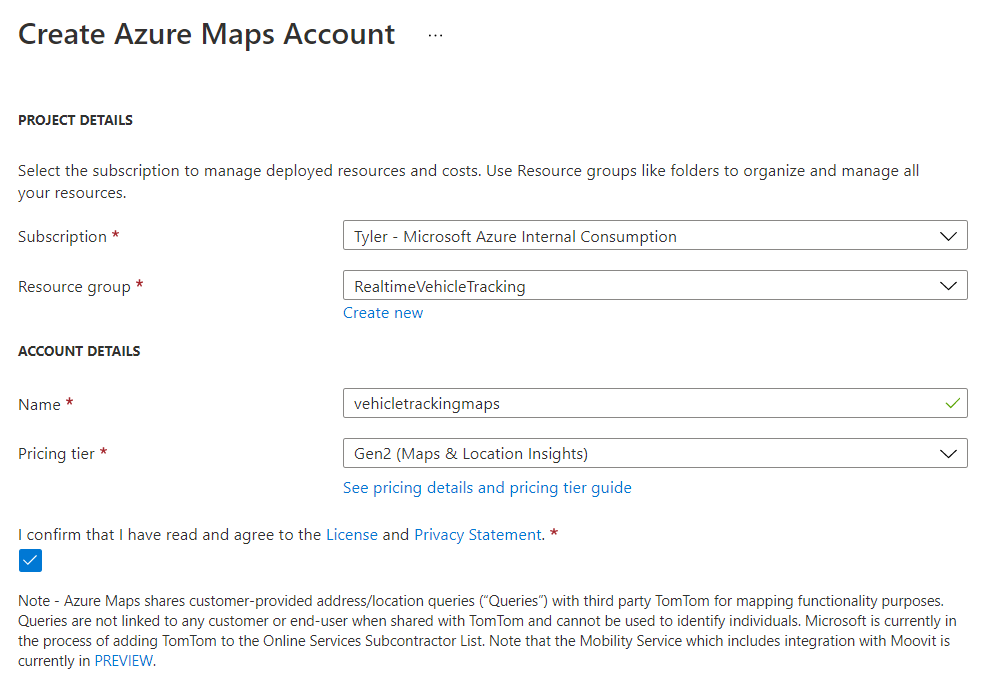 Create Azure Maps Account ...
PROJECT DETAILS
Select the subscription to manage deployed resources and costs. Use Resource groups like folders to organize and manage all
your resources.
Subscription * Tyler - Microsoft Azure Internal Consumption
Resource group * RealtimeVehicleTracking
Create new
ACCOUNT DETAILS
Name * vehicletrackingmaps
Pricing tier * Gen2 (Maps & Location Insights)
See pricing details and pricing tier guide
I confirm that I have read and agree to the License and Privacy Statement. *
Note - Azure Maps shares customer-provided address/location queries (“Queries”) with third party TomTom for mapping functionality purposes.
Queries are not linked to any customer or end-user when shared with TomTom and cannot be used to identify individuals. Microsoft is currently in
the process of adding TomTom to the Online Services Subcontractor List. Note that the Mobility Service which includes integration with Moovit is
currently in PREVIEW.